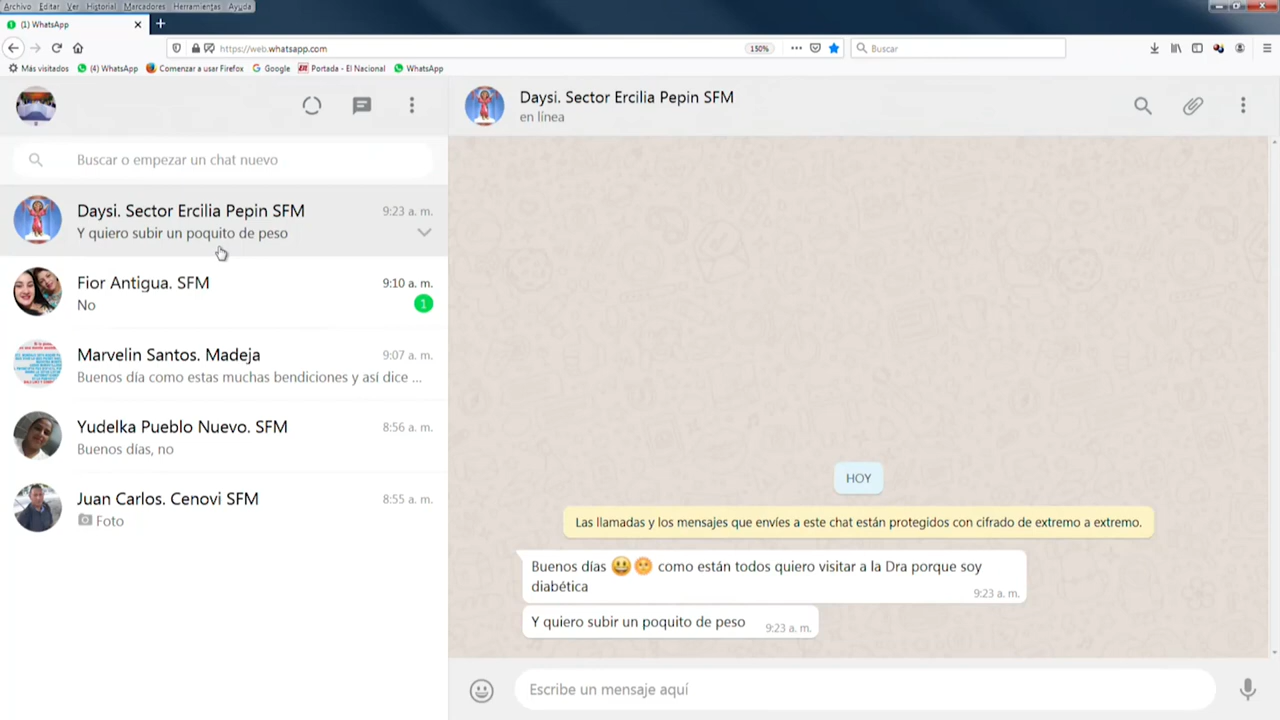 Archivo Editar Ver Historial Marcadores Herramientas Ayuda
(1) WhatsApp
https://web.whatsapp.com
150%
Buscar
Más visitados
(4) WhatsApp
Comenzar a usar Firefox
Google
Portada - El Nacional
WhatsApp
Buscar o empezar un chat nuevo
Daysi. Sector Ercilia Pepin SFM 9:23 a. m.
Y quiero subir un poquito de peso
Fior Antigua. SFM 9:10 a. m.
No 1
Marvelin Santos. Madeja 9:07 a. m.
Buenos día como estas muchas bendiciones y así dice ...
Yudelka Pueblo Nuevo. SFM 8:56 a. m.
Buenos días, no
Juan Carlos. Cenovi SFM 8:55 a. m.
Foto
Daysi. Sector Ercilia Pepin SFM
en línea
HOY
Las llamadas y los mensajes que envíes a este chat están protegidos con cifrado de extremo a extremo.
Buenos días 😃🌝 como están todos quiero visitar a la Dra porque soy
diabética
9:23 a. m.
Y quiero subir un poquito de peso 9:23 a. m.
Escribe un mensaje aquí